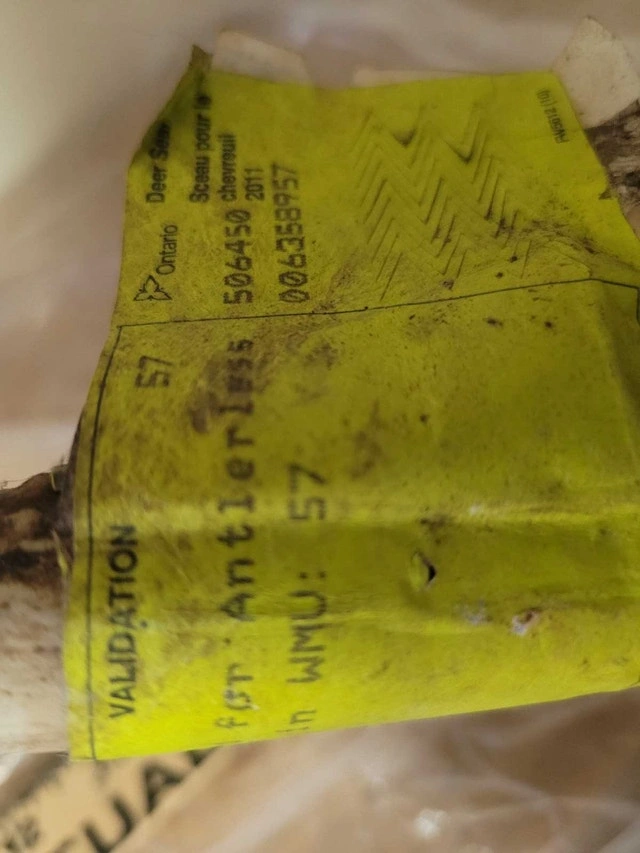 Ontario
Deer Seal
Sceau pour le
chevreuil
2011
506450
006358957
VALIDATION
57
for Antlerless
in WMU: 57